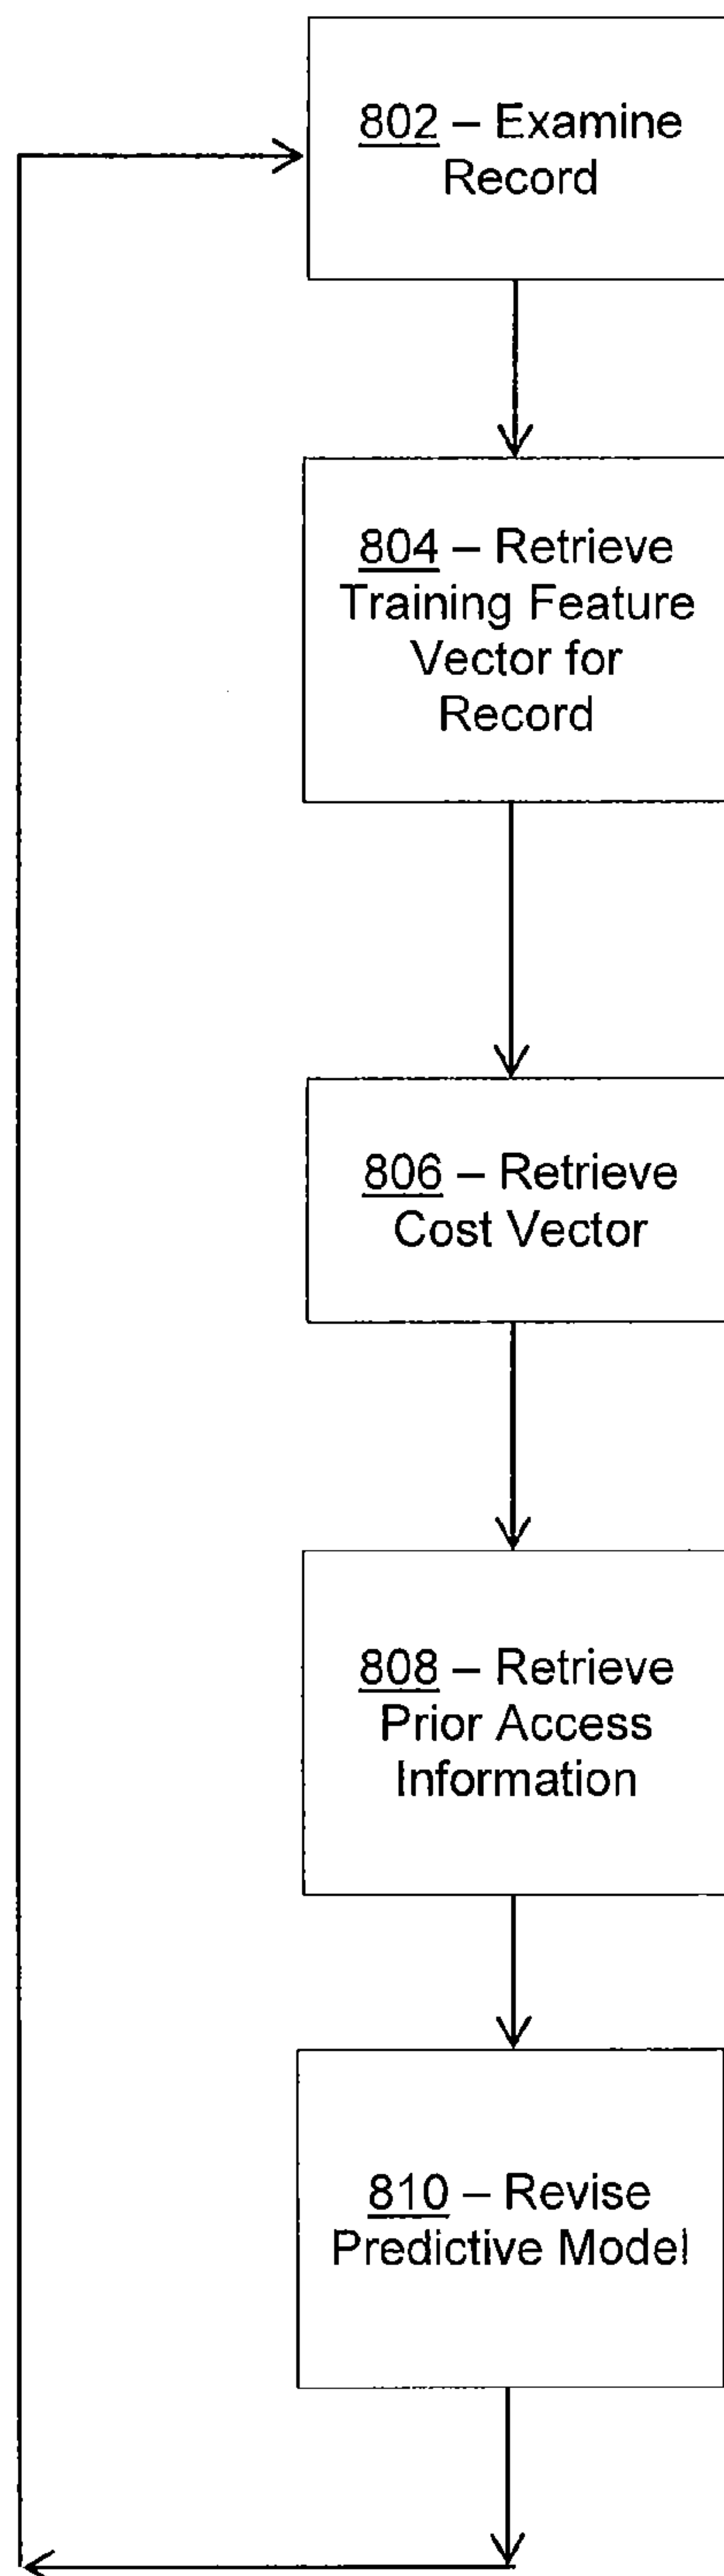 802 – Examine
Record
804 – Retrieve
Training Feature
Vector for
Record
806 – Retrieve
Cost Vector
808 – Retrieve
Prior Access
Information
810 – Revise
Predictive Model